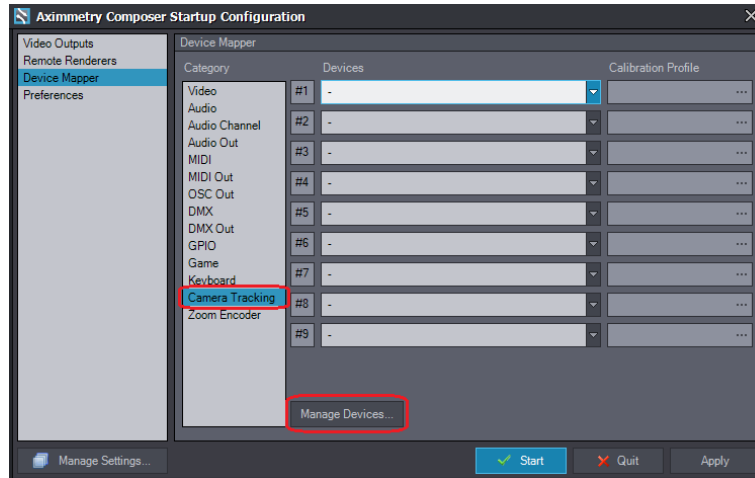 Aximmetry Composer Startup Configuration
Video Outputs
Remote Renderers
Device Mapper
Preferences
Device Mapper
Category
Devices
Calibration Profile
Video
Audio
Audio Channel
Audio Out
MIDI
MIDI Out
OSC Out
DMX
DMX Out
GPIO
Game
Keyboard
Camera Tracking
Zoom Encoder
#1 - ...
#2 - ...
#3 - ...
#4 - ...
#5 - ...
#6 - ...
#7 - ...
#8 - ...
#9 - ...
Manage Devices...
Manage Settings...
Start
Quit
Apply